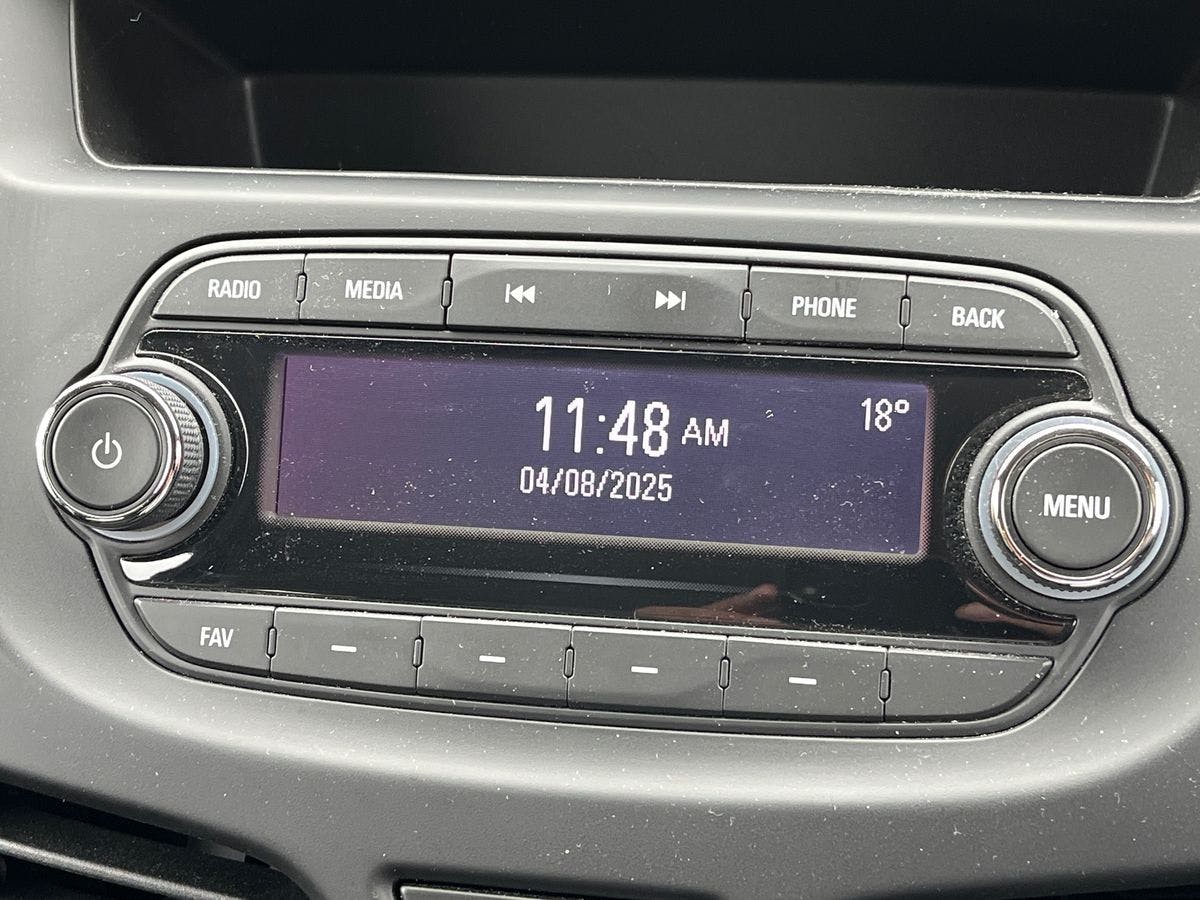 RADIO MEDIA PHONE BACK
11:48 AM 18°
04/08/2025
MENU
FAV